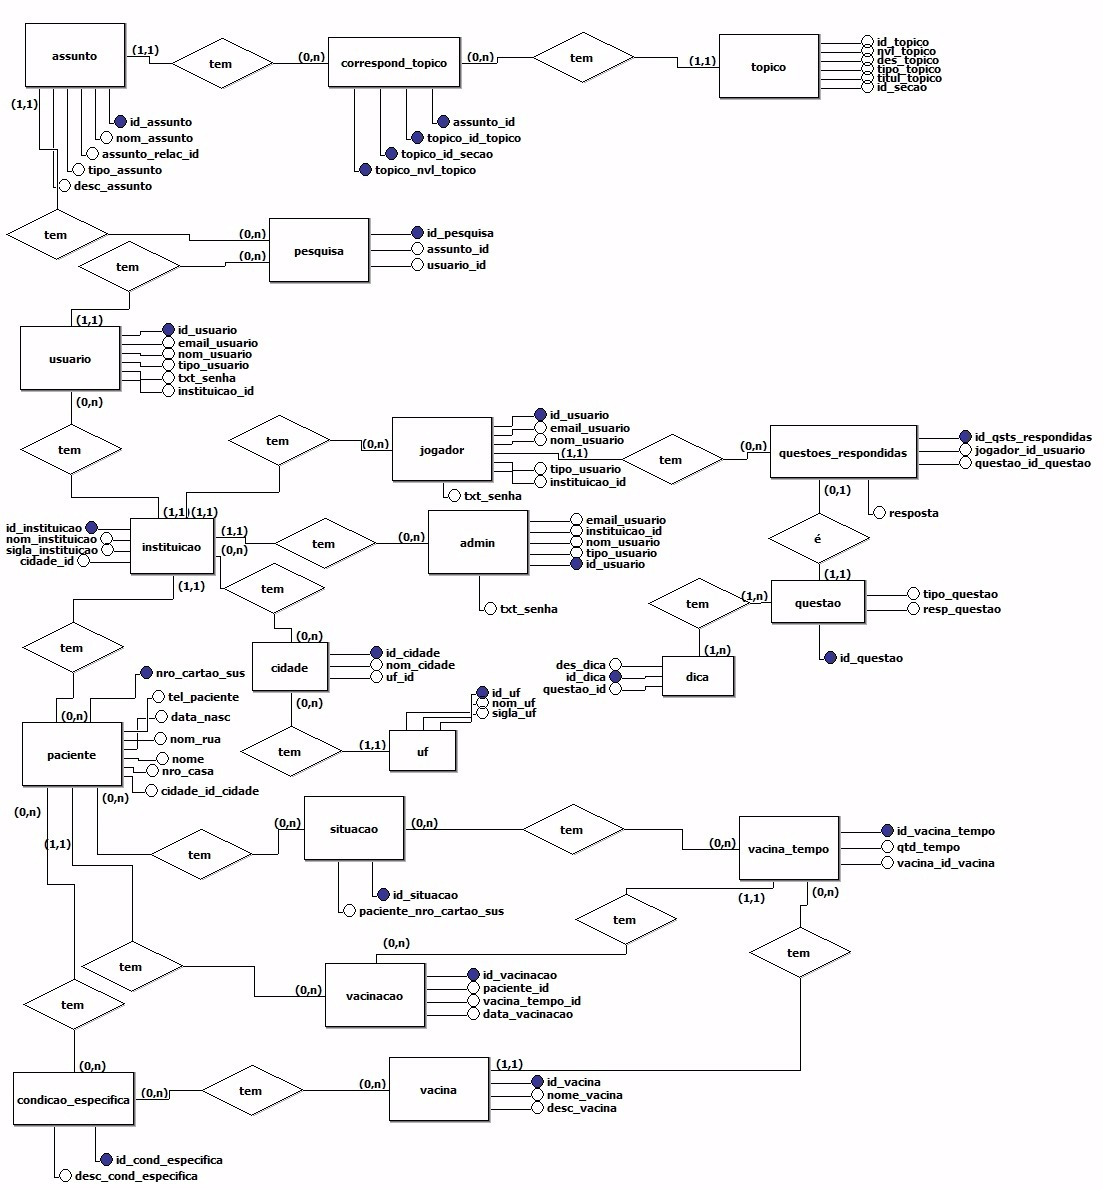 assunto
(1,1)
tem
(0,n)
correspond_topico
(0,n)
tem
(1,1)
topico
id_topico
nvl_topico
des_topico
tipo_topico
titul_topico
id_secao
(1,1)
id_assunto
nom_assunto
assunto_relac_id
tipo_assunto
desc_assunto
assunto_id
topico_id_topico
topico_id_secao
topico_nvl_topico
tem
(0,n)
tem
(0,n)
pesquisa
id_pesquisa
assunto_id
usuario_id
(1,1)
usuario
id_usuario
email_usuario
nom_usuario
tipo_usuario
txt_senha
instituicao_id
(0,n)
tem
tem
(0,n)
jogador
id_usuario
email_usuario
nom_usuario
(1,1)
tipo_usuario
instituicao_id
txt_senha
tem
(0,n)
questoes_respondidas
id_qsts_respondidas
jogador_id_usuario
questao_id_questao
(0,1)
resposta
é
(1,1)
(1,1)
(1,1)
id_instituicao
nom_instituicao
sigla_instituicao
cidade_id
instituicao
(1,1)
(0,n)
tem
(0,n)
admin
email_usuario
instituicao_id
nom_usuario
tipo_usuario
id_usuario
txt_senha
(1,1)
tem
tem
(0,n)
cidade
id_cidade
nom_cidade
uf_id
tem
(1,n)
questao
tipo_questao
resp_questao
id_questao
(1,n)
dica
des_dica
id_dica
questao_id
(0,n)
tem
(1,1)
uf
id_uf
nom_uf
sigla_uf
(0,n)
paciente
nro_cartao_sus
tel_paciente
data_nasc
nom_rua
nome
nro_casa
cidade_id_cidade
(0,n)
(0,n)
(1,1)
tem
(0,n)
situacao
(0,n)
tem
(0,n)
vacina_tempo
id_vacina_tempo
qtd_tempo
vacina_id_vacina
id_situacao
paciente_nro_cartao_sus
(1,1)
(0,n)
tem
tem
(0,n)
tem
(0,n)
vacinacao
id_vacinacao
paciente_id
vacina_tempo_id
data_vacinacao
tem
(0,n)
condicao_especifica
(0,n)
tem
(0,n)
vacina
(1,1)
id_vacina
nome_vacina
desc_vacina
id_cond_especifica
desc_cond_especifica